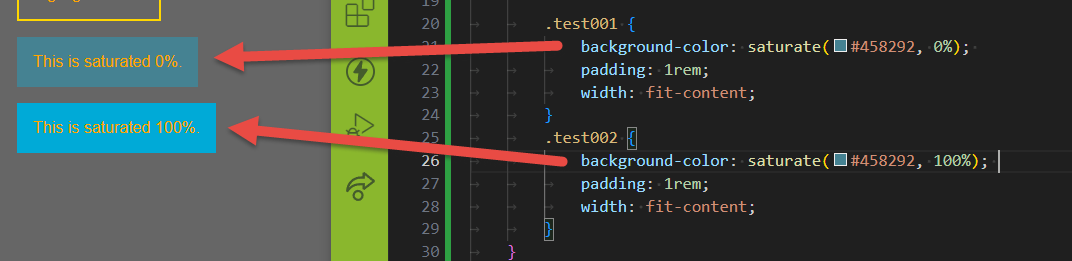 This is saturated 0%.
This is saturated 100%.
20 .test001 {
21 background-color: saturate(#458292, 0%);
22 padding: 1rem;
23 width: fit-content;
24 }
25 .test002 {
26 background-color: saturate(#458292, 100%);
27 padding: 1rem;
28 width: fit-content;
29 }
30 }